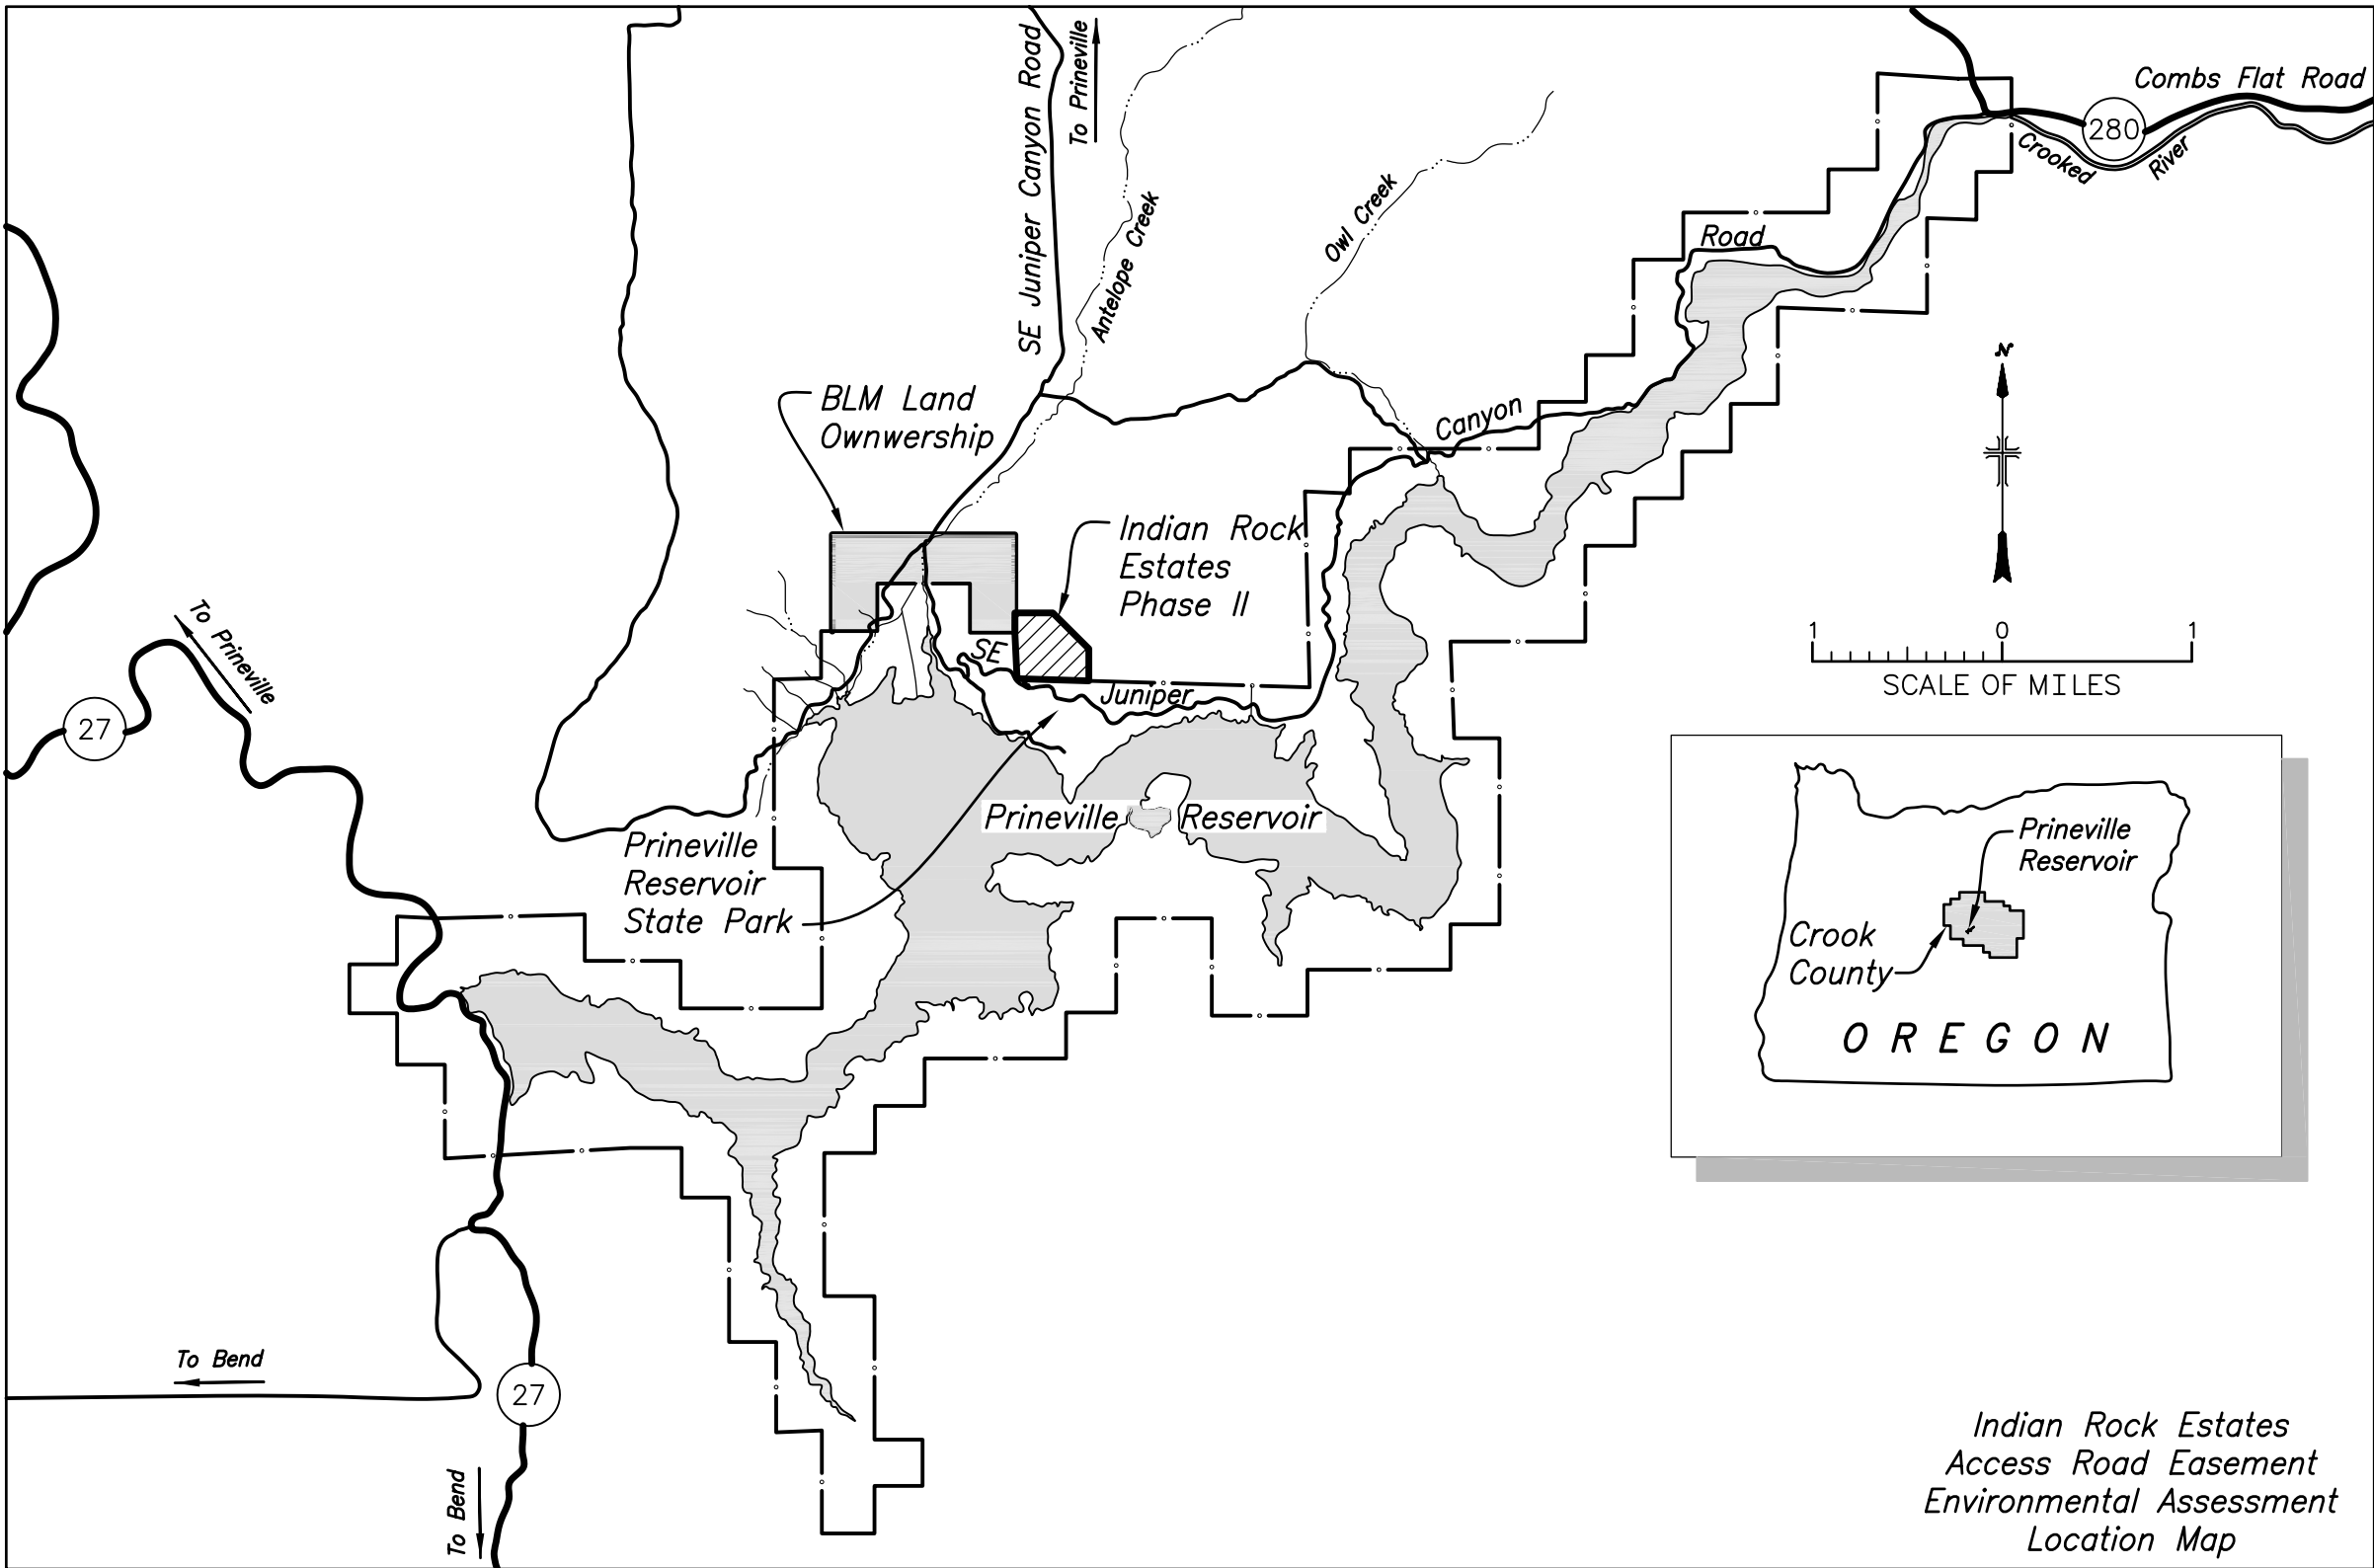 SE Juniper Canyon Road
To Prineville
Antelope Creek
Owl Creek
Combs Flat Road
280
Crooked
River
Road
Canyon
N
BLM Land
Ownwership
Indian Rock
Estates
Phase II
1 0 1
SCALE OF MILES
To Prineville
27
SE
Juniper
Prineville Reservoir
Prineville
Reservoir
State Park
Prineville
Reservoir
Crook
County
OREGON
To Bend
27
To Bend
Indian Rock Estates
Access Road Easement
Environmental Assessment
Location Map